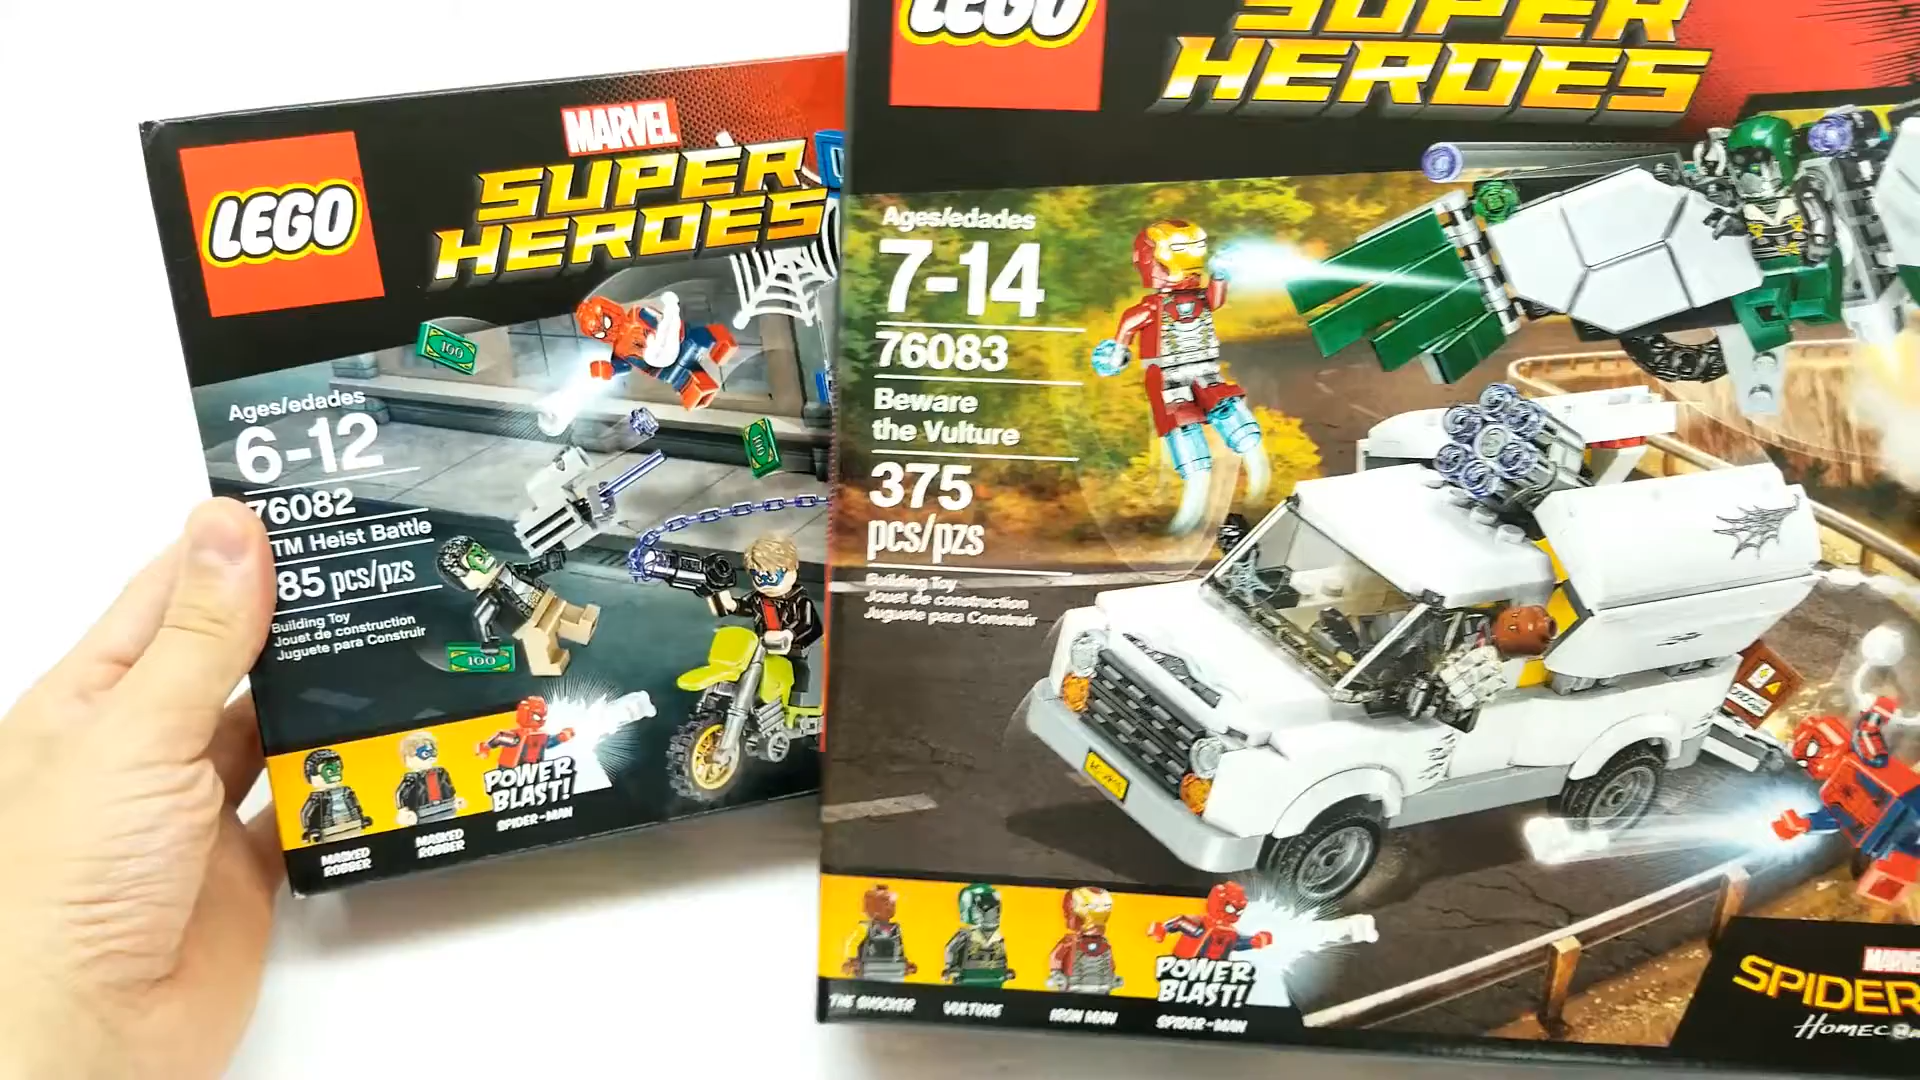 LEGO
MARVEL
SUPER
HEROES
Ages/edades
6-12
76082
TM Heist Battle
85 pcs/pzs
Building Toy
Jouet de construction
Juguete para Construir
100
100
100
POWER
BLAST!
MASKED
ROBBER
MASKED
ROBBER
SPIDER-MAN
LEGO
SUPER
HEROES
Ages/edades
7-14
76083
Beware
the Vulture
375
pcs/pzs
Building Toy
Jouet de construction
Juguete para Construir
POWER
BLAST!
THE SHOCKER
VULTURE
IRON MAN
SPIDER-MAN
MARVE
SPIDER
HOMECO